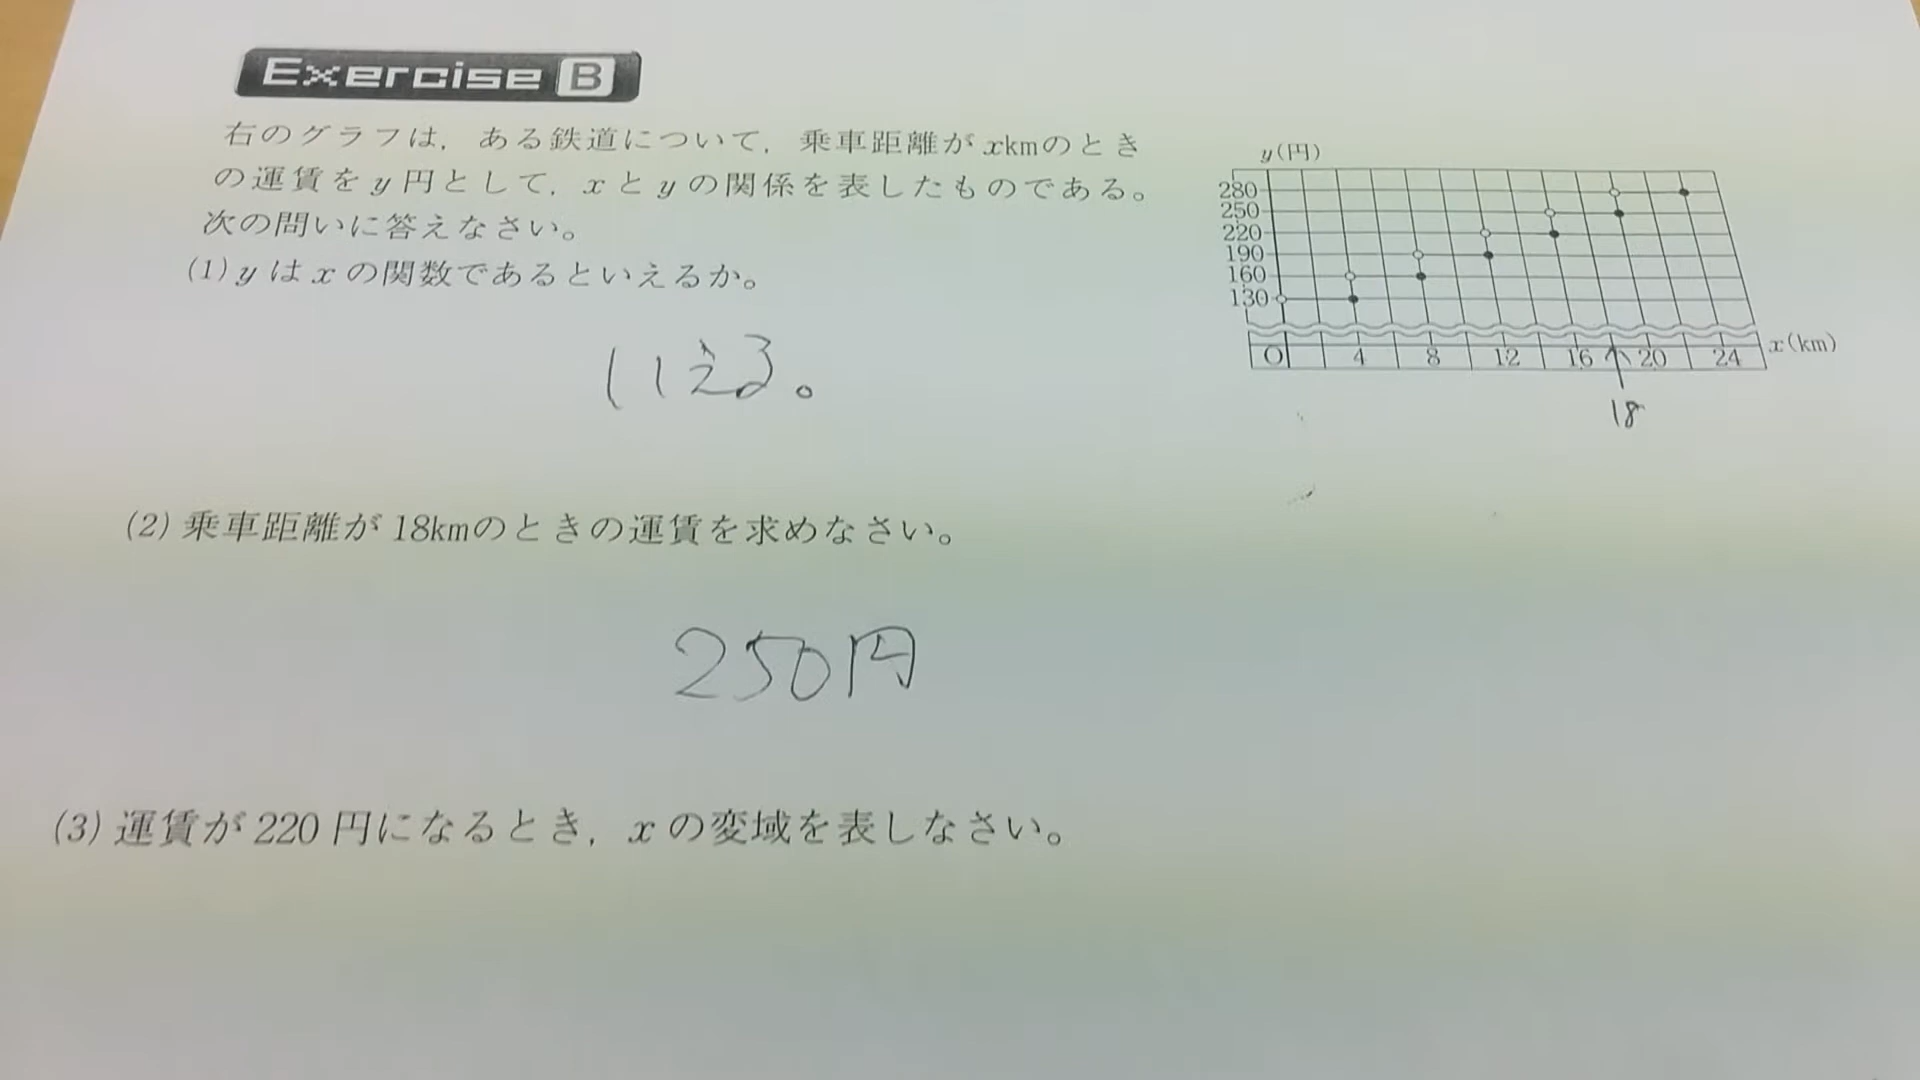 Exercise B
右のグラフは，ある鉄道について，乗車距離がxkmのとき
の運賃をy円として，xとyの関係を表したものである。
次の問いに答えなさい。
(1) yはxの関数であるといえるか。
いえる。
(2) 乗車距離が18kmのときの運賃を求めなさい。
250円
(3) 運賃が220円になるとき，xの変域を表しなさい。
y(円)
280
250
220
190
160
130
O 4 8 12 16 20 24 x(km)
18